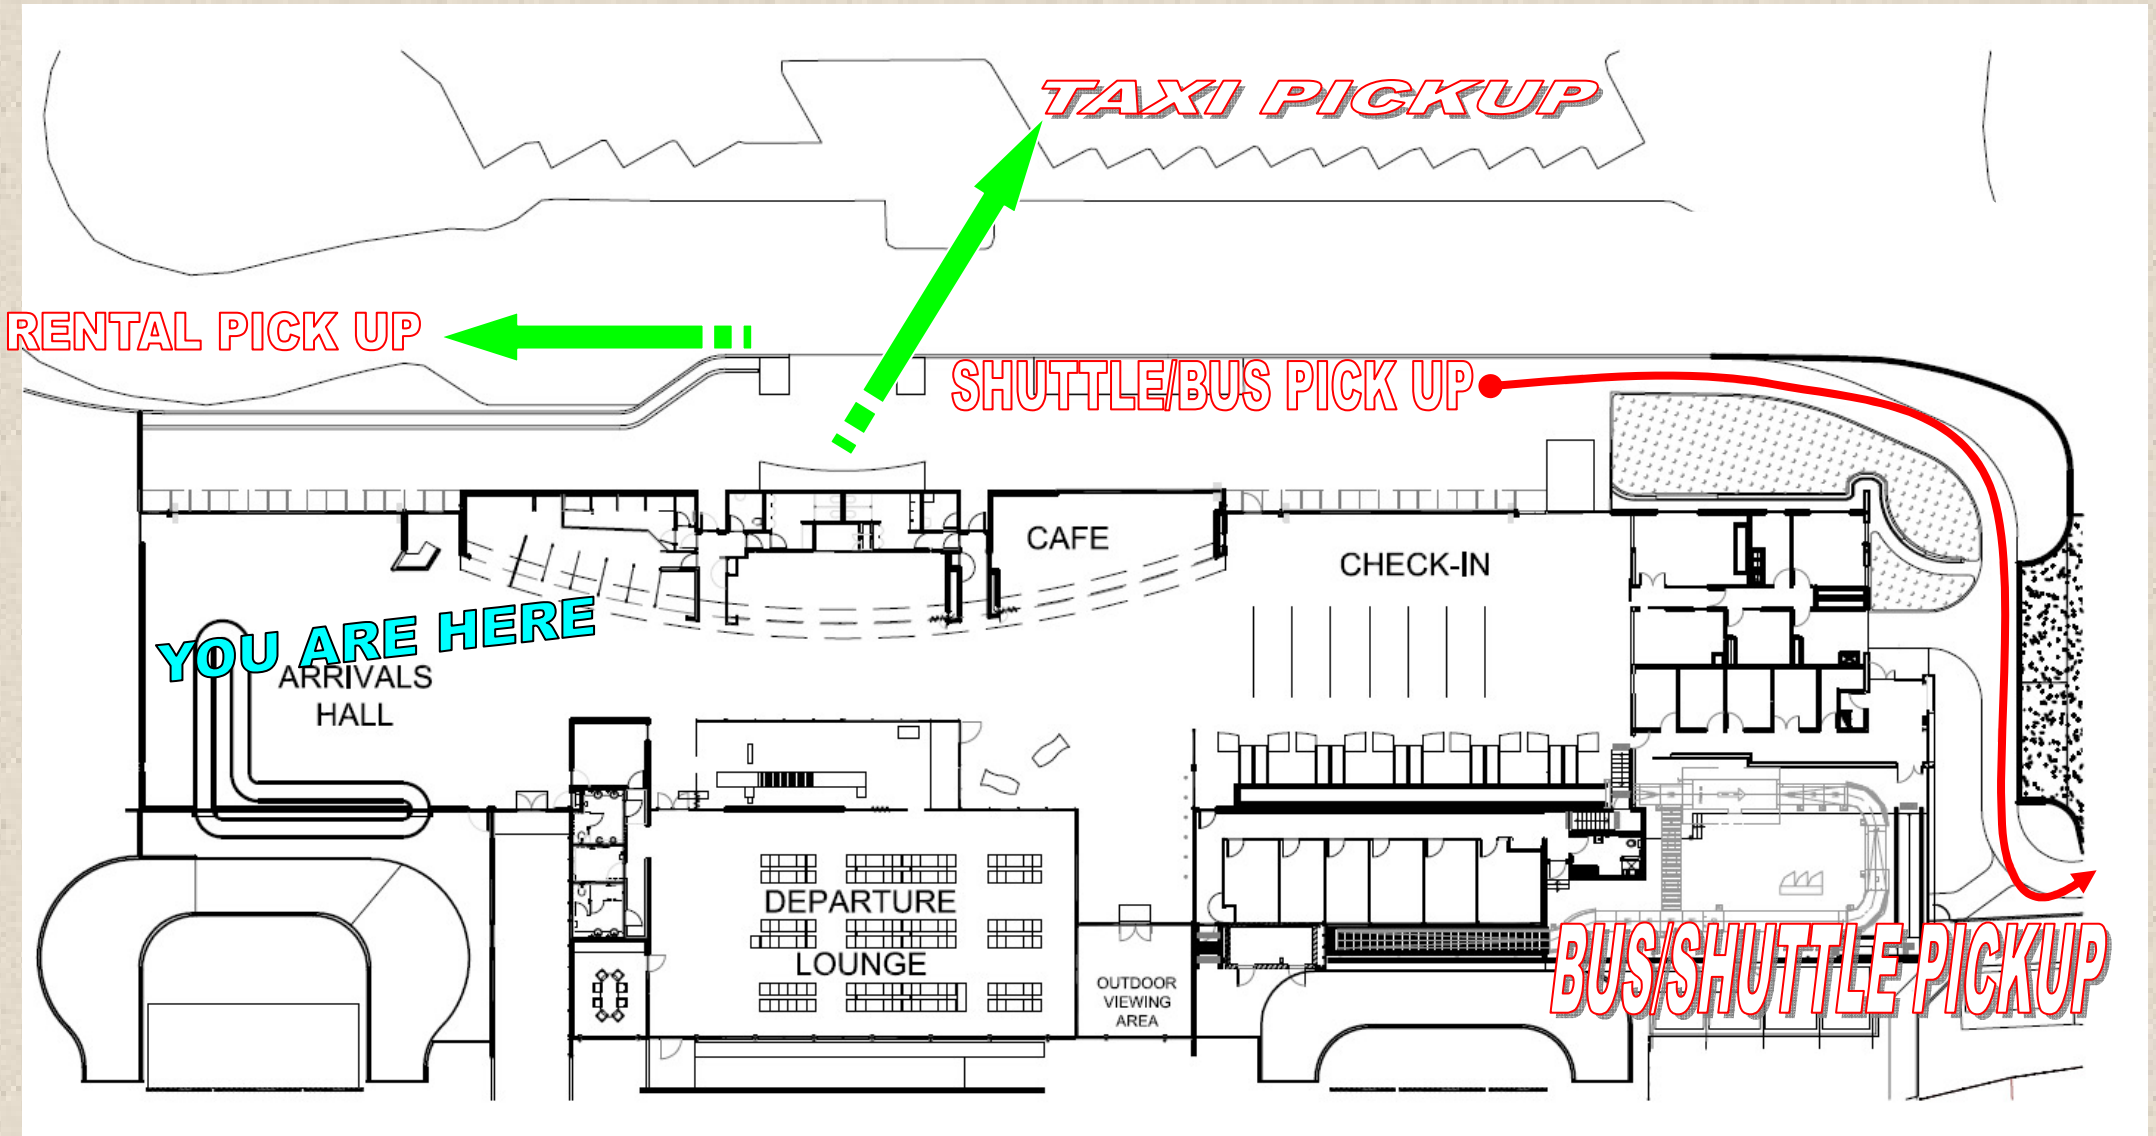 TAXI PICKUP
RENTAL PICK UP
SHUTTLE/BUS PICK UP
CAFE
CHECK-IN
YOU ARE HERE
ARRIVALS
HALL
DEPARTURE
LOUNGE
OUTDOOR
VIEWING
AREA
BUS/SHUTTLE PICKUP